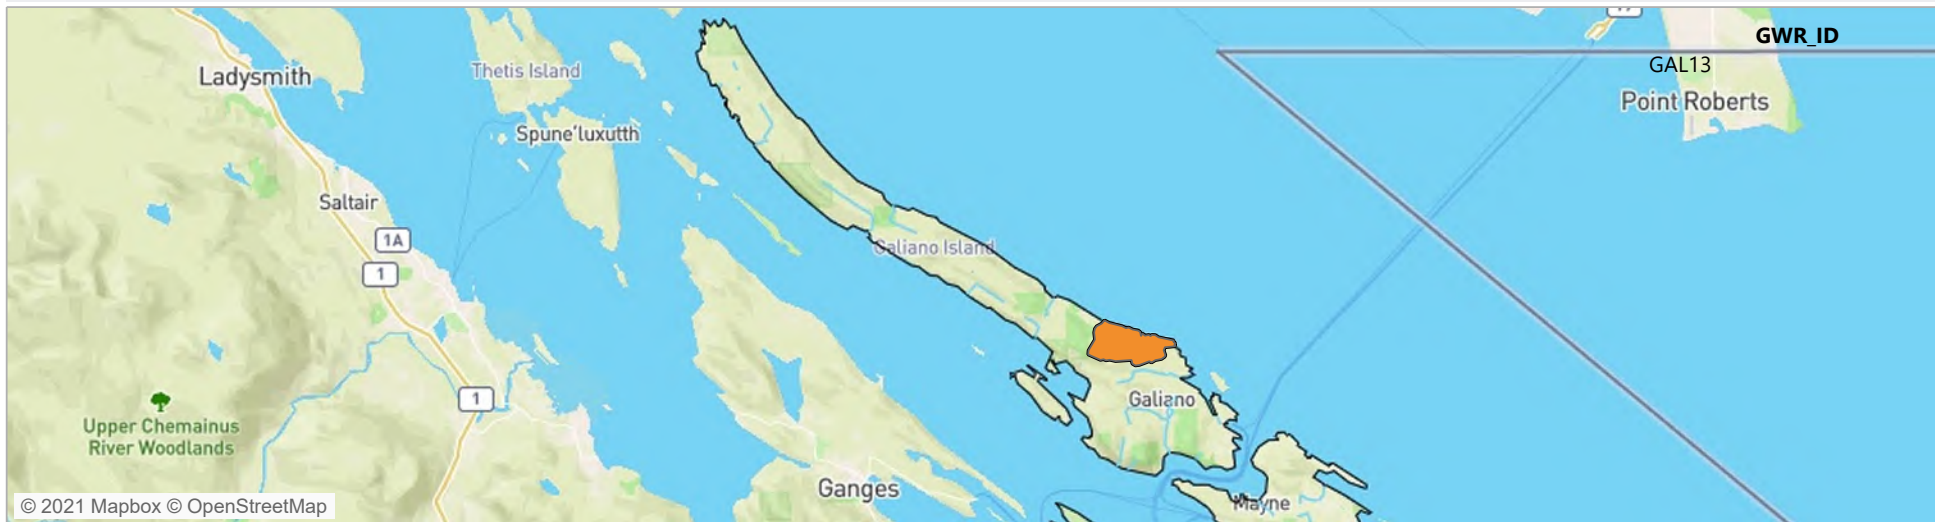 GWR_ID
GAL13
Point Roberts
Ladysmith
Thetis Island
Spune'luxutth
Saltair
1A
1
Galiano Island
1
Galiano
Upper Chemainus
River Woodlands
Ganges
Mayne
© 2021 Mapbox © OpenStreetMap